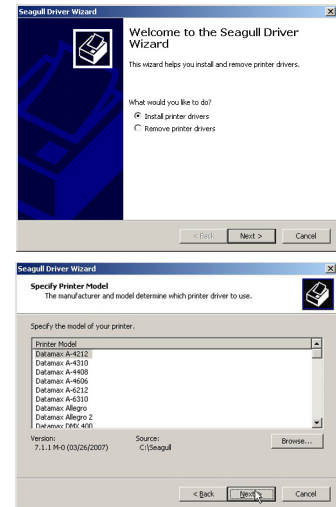 Seagull Driver Wizard
Welcome to the Seagull Driver
Wizard
This wizard helps you install and remove printer drivers.
What would you like to do?
Install printer drivers
Remove printer drivers
< Back
Next >
Cancel
Seagull Driver Wizard
Specify Printer Model
The manufacturer and model determine which printer driver to use.
Specify the model of your printer.
Printer Model
Datamax A-4212
Datamax A-4310
Datamax A-4408
Datamax A-4606
Datamax A-6212
Datamax A-6310
Datamax Allegro
Datamax Allegro 2
Datamax DMX 400
Version:
Source:
7.1.1 M-0 (03/26/2007)
C:\Seagull
Browse...
< Back
Next >
Cancel